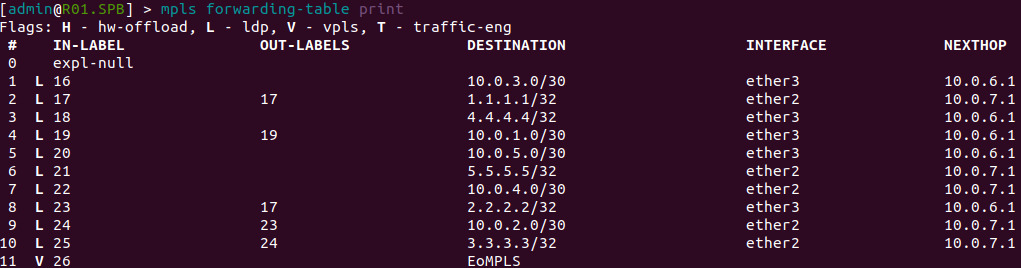 [admin@R01.SPB] > mpls forwarding-table print
Flags: H - hw-offload, L - ldp, V - vpls, T - traffic-eng
# IN-LABEL OUT-LABELS DESTINATION INTERFACE NEXTHOP
0 expl-null
1 L 16 10.0.3.0/30 ether3 10.0.6.1
2 L 17 17 1.1.1.1/32 ether2 10.0.7.1
3 L 18 4.4.4.4/32 ether3 10.0.6.1
4 L 19 19 10.0.1.0/30 ether2 10.0.7.1
5 L 20 10.0.5.0/30 ether3 10.0.6.1
6 L 21 5.5.5.5/32 ether2 10.0.7.1
7 L 22 10.0.4.0/30 ether2 10.0.7.1
8 L 23 17 2.2.2.2/32 ether3 10.0.6.1
9 L 24 23 10.0.2.0/30 ether2 10.0.7.1
10 L 25 24 3.3.3.3/32 ether2 10.0.7.1
11 V 26 EoMPLS